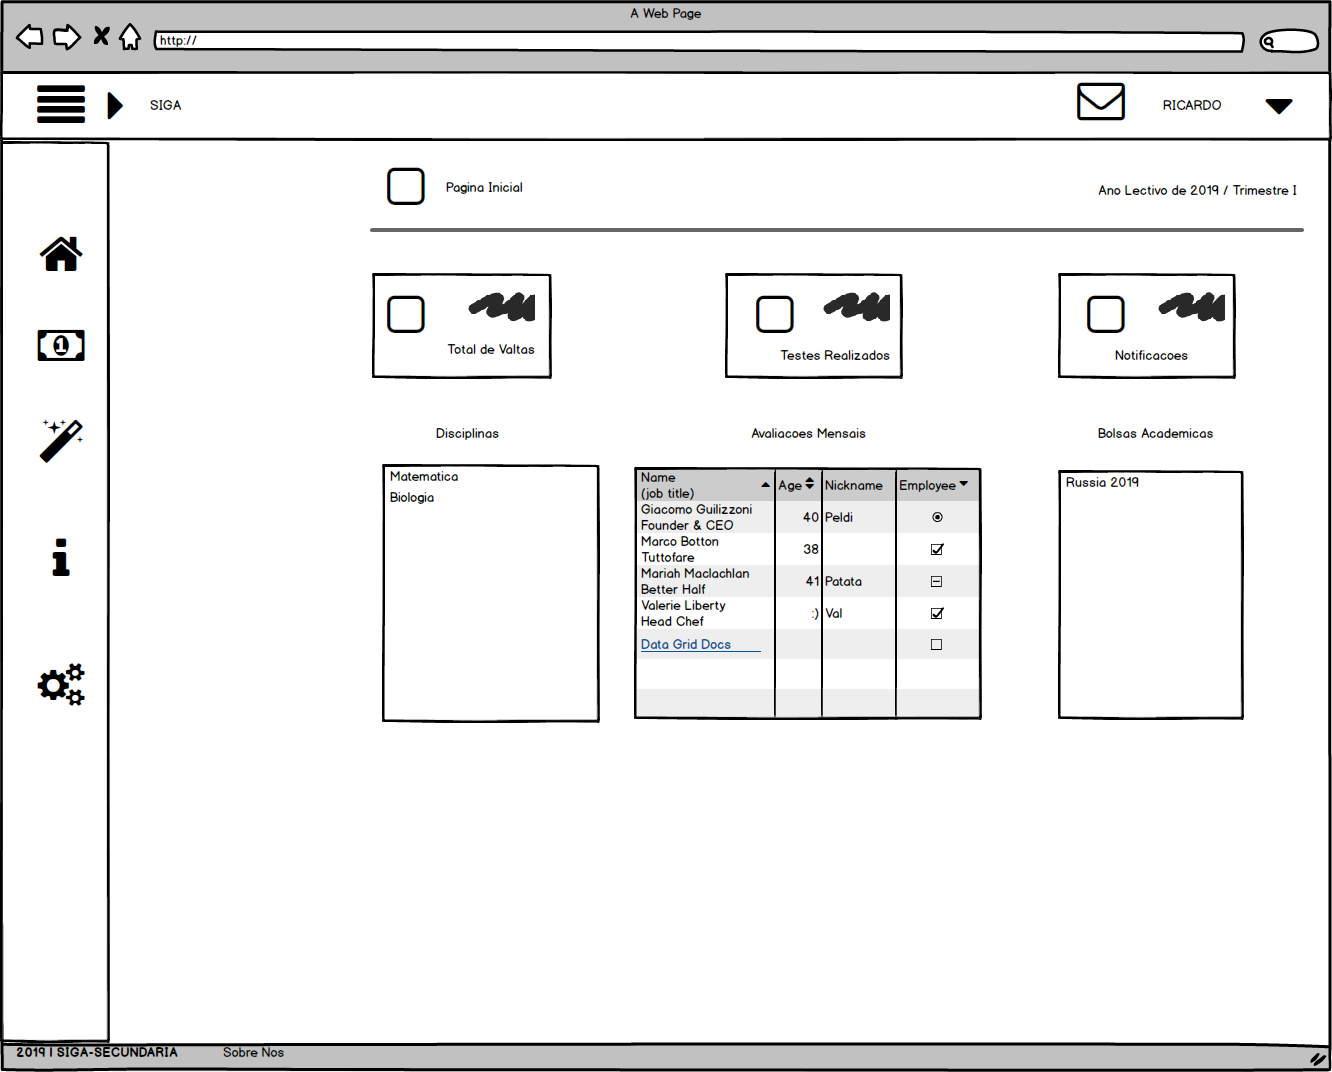 A Web Page
http://
SIGA
RICARDO
Pagina Inicial
Ano Lectivo de 2019 / Trimestre I
Total de Valtas
Testes Realizados
Notificacoes
Disciplinas
Avaliacoes Mensais
Bolsas Academicas
Matematica
Biologia
Name
(job title)
Age
Nickname
Employee
Giacomo Guilizzoni
Founder & CEO
40
Peldi
Marco Botton
Tuttofare
38
Mariah Maclachlan
Better Half
41
Patata
Valerie Liberty
Head Chef
:)
Val
Data Grid Docs
Russia 2019
2019 | SIGA-SECUNDARIA
Sobre Nos